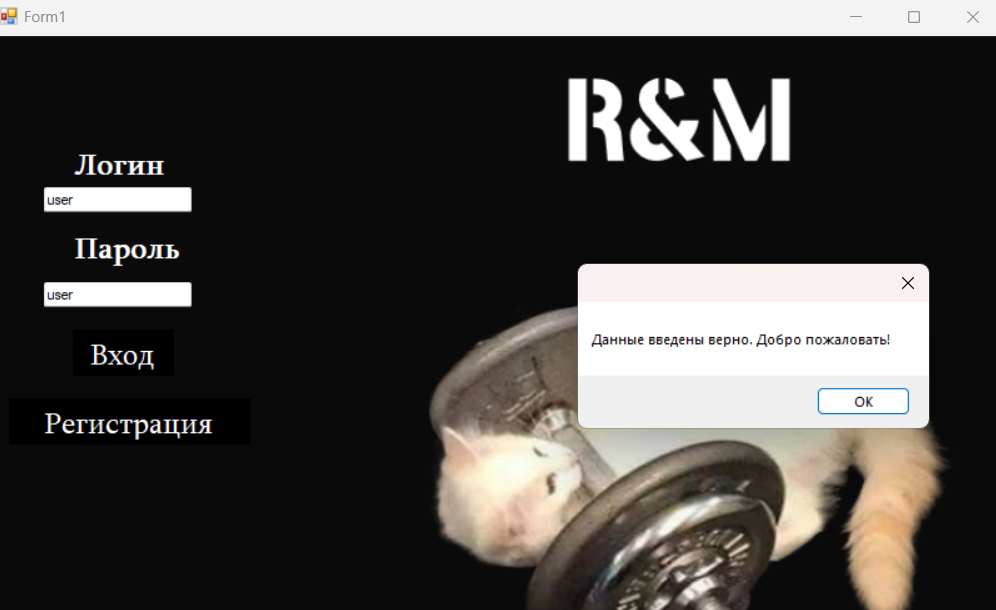 Form1
R&M
Логин
user
Пароль
user
Данные введены верно. Добро пожаловать!
Вход
OK
Регистрация